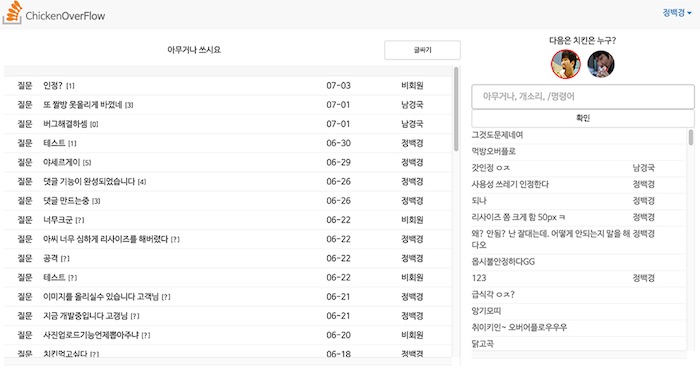 ChickenOverFlow
정백경
아무거나 쓰시요
글싸기
질문 인정? [1] 07-03 비회원
질문 또 짤방 못올리게 바꿨네 [3] 07-01 남경국
질문 버그해결하셈 [0] 07-01 남경국
질문 테스트 [1] 06-30 정백경
질문 야세르게이 [5] 06-29 정백경
질문 댓글 기능이 완성되었습니다 [4] 06-26 정백경
질문 댓글 만드는중 [3] 06-26 정백경
질문 너무크군 [?] 06-22 비회원
질문 아씨 너무 심하게 리사이즈를 해버렸다 [?] 06-22 정백경
질문 공격 [?] 06-22 정백경
질문 테스트 [?] 06-22 비회원
질문 이미지를 올리실수 있습니다 고객님 [?] 06-21 정백경
질문 지금 개발중입니다 고갱님 [?] 06-21 정백경
질문 사진업로드기능언제뽑아주냐 [?] 06-20 비회원
질문 치킨먹고싶다 [?] 06-18 정백경
다음은 치킨은 누구?
아무거나, 개소리, /명령어
확인
그것도문제네여
먹방오버플로
갓인정 ㅇㅈ 남경국
사용성 쓰레기 인정한다 정백경
되나 정백경
리사이즈 쫌 크게 함 50px ㅋ 정백경
왜? 안됨? 난 잘대는데. 어떻게 안되는지 말을 해 정백경
다오
옵시불안정하다GG
123 정백경
급식각 ㅇㅈ?
앙기모띠
취이키인~ 오버어플로우우우
닭고곡